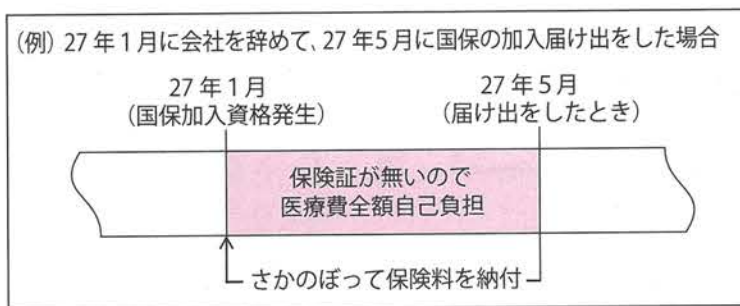 (例) 27年1月に会社を辞めて、27年5月に国保の加入届け出をした場合
27年1月
(国保加入資格発生)
27年5月
(届け出をしたとき)
保険証が無いので
医療費全額自己負担
さかのぼって保険料を納付